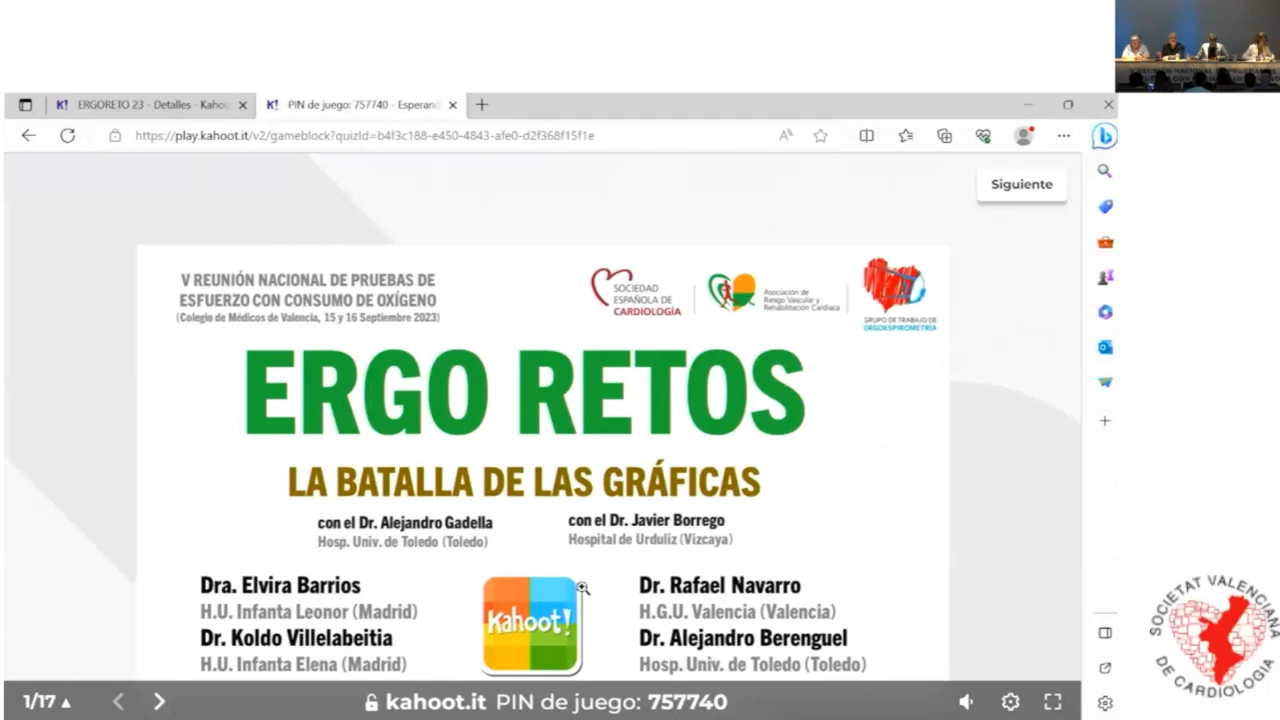 V REUNIÓN NACIONAL DE PRUEBAS DE
K! ERGORETO 23 - Detalles - Kahoo
K! PIN de juego: 757740 - Esperand
https://play.kahoot.it/v2/gameblock?quizId=b4f3c188-e450-4843-afe0-d2f368f15f1e
Siguiente
V REUNIÓN NACIONAL DE PRUEBAS DE
ESFUERZO CON CONSUMO DE OXÍGENO
(Colegio de Médicos de Valencia, 15 y 16 Septiembre 2023)
SOCIEDAD
ESPAÑOLA DE
CARDIOLOGÍA
Asociación de
Riesgo Vascular y
Rehabilitación Cardiaca
GRUPO DE TRABAJO DE
ERGOESPIROMETRÍA
ERGO RETOS
LA BATALLA DE LAS GRÁFICAS
con el Dr. Alejandro Gadella
Hosp. Univ. de Toledo (Toledo)
con el Dr. Javier Borrego
Hospital de Urduliz (Vizcaya)
Dra. Elvira Barrios
H.U. Infanta Leonor (Madrid)
Dr. Koldo Villelabeitia
H.U. Infanta Elena (Madrid)
Kahoot!
Dr. Rafael Navarro
H.G.U. Valencia (Valencia)
Dr. Alejandro Berenguel
Hosp. Univ. de Toledo (Toledo)
SOCIETAT VALENCIANA
DE CARDIOLOGIA
1/17
kahoot.it PIN de juego: 757740